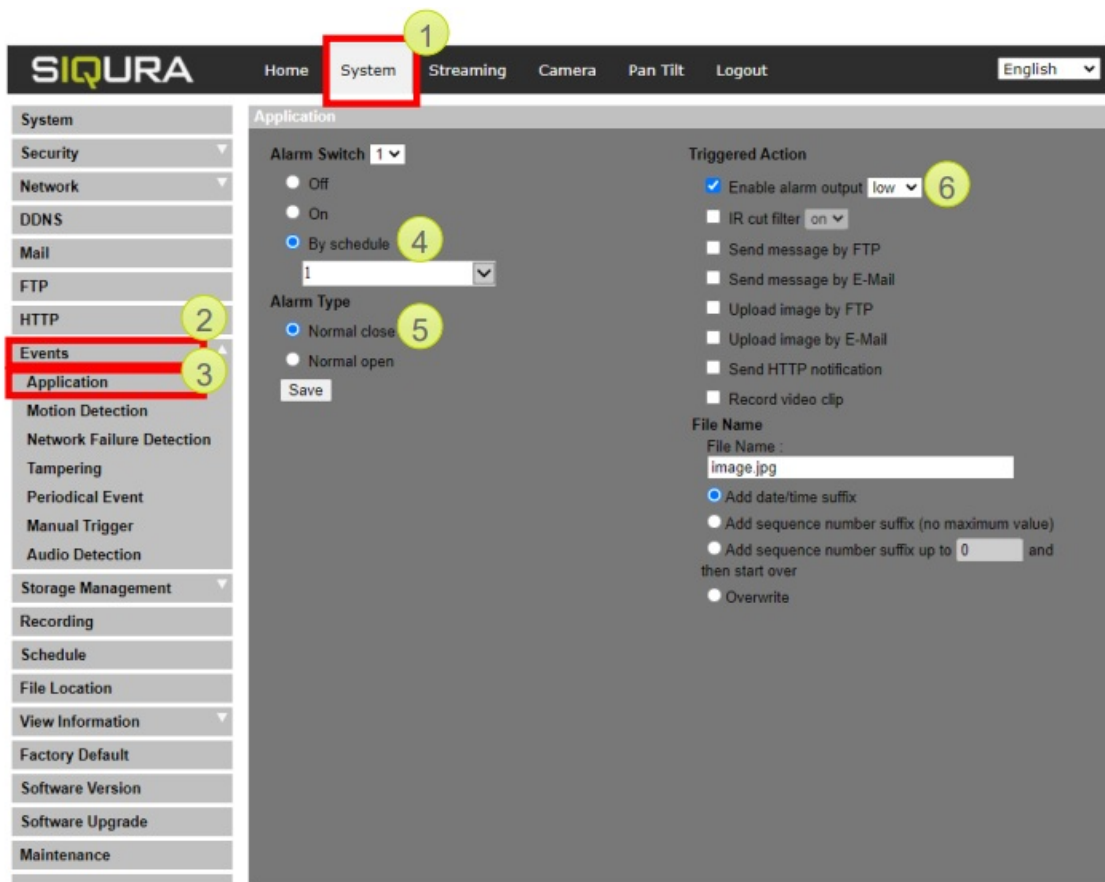 1
SIQURA
Home System Streaming Camera Pan Tilt Logout English
System
Security
Network
DDNS
Mail
FTP
HTTP
2
Events
3
Application
Motion Detection
Network Failure Detection
Tampering
Periodical Event
Manual Trigger
Audio Detection
Storage Management
Recording
Schedule
File Location
View Information
Factory Default
Software Version
Software Upgrade
Maintenance
Application
Alarm Switch 1
Off
On
By schedule 4
1
Alarm Type
Normal close 5
Normal open
Save
Triggered Action
Enable alarm output low 6
IR cut filter on
Send message by FTP
Send message by E-Mail
Upload image by FTP
Upload image by E-Mail
Send HTTP notification
Record video clip
File Name
File Name :
image.jpg
Add date/time suffix
Add sequence number suffix (no maximum value)
Add sequence number suffix up to 0 and
then start over
Overwrite